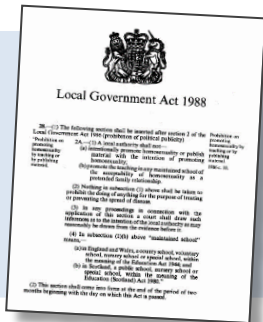 Local Government Act 1988
28.—(1) The following section shall be inserted after section 2 of the
Local Government Act 1986 (prohibition of political publicity)
"Prohibition on
promoting
homosexuality
by teaching or
by publishing
material.
2A.—(1) A local authority shall not—
(a) intentionally promote homosexuality or publish
material with the intention of promoting
homosexuality;
(b) promote the teaching in any maintained school of
the acceptability of homosexuality as a
pretended family relationship.
(2) Nothing in subsection (1) above shall be taken to
prohibit the doing of anything for the purpose of treating
or preventing the spread of disease.
(3) In any proceedings in connection with the
application of this section a court shall draw such
inferences as to the intention of the local authority as may
reasonably be drawn from the evidence before it.
(4) In subsection (1)(b) above "maintained school"
means,—
(a) in England and Wales, a county school, voluntary
school, nursery school or special school, within
the meaning of the Education Act 1944; and
(b) in Scotland, a public school, nursery school or
special school, within the meaning of the
Education (Scotland) Act 1980."
(2) This section shall come into force at the end of the period of two
months beginning with the day on which this Act is passed.
Prohibition on
promoting
homosexuality by
teaching or by
publishing
material.